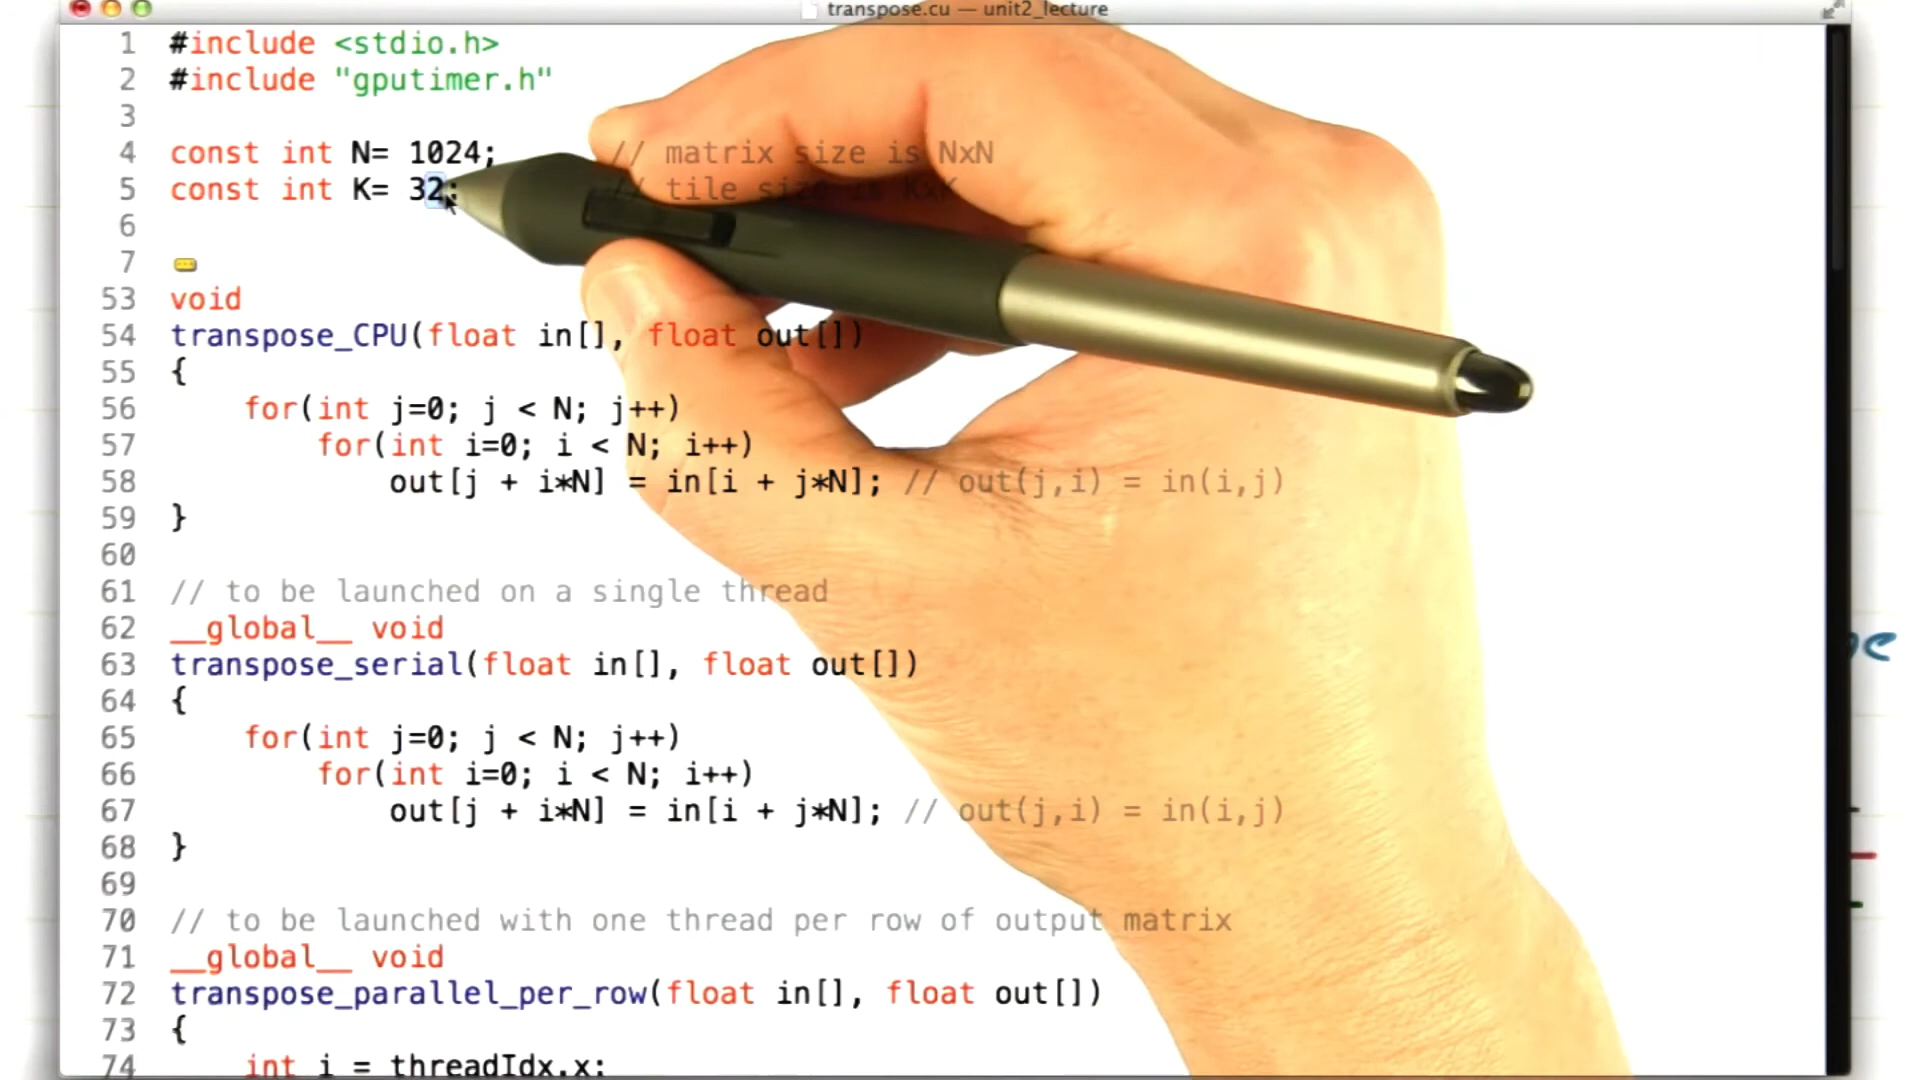 transpose.cu — unit2_lecture
1 #include <stdio.h>
2 #include "gputimer.h"
3
4 const int N= 1024; // matrix size is NxN
5 const int K= 32; // tile size is KxK
6
7
53 void
54 transpose_CPU(float in[], float out[])
55 {
56 for(int j=0; j < N; j++)
57 for(int i=0; i < N; i++)
58 out[j + i*N] = in[i + j*N]; // out(j,i) = in(i,j)
59 }
60
61 // to be launched on a single thread
62 __global__ void
63 transpose_serial(float in[], float out[])
64 {
65 for(int j=0; j < N; j++)
66 for(int i=0; i < N; i++)
67 out[j + i*N] = in[i + j*N]; // out(j,i) = in(i,j)
68 }
69
70 // to be launched with one thread per row of output matrix
71 __global__ void
72 transpose_parallel_per_row(float in[], float out[])
73 {
74 int i = threadIdx.x;